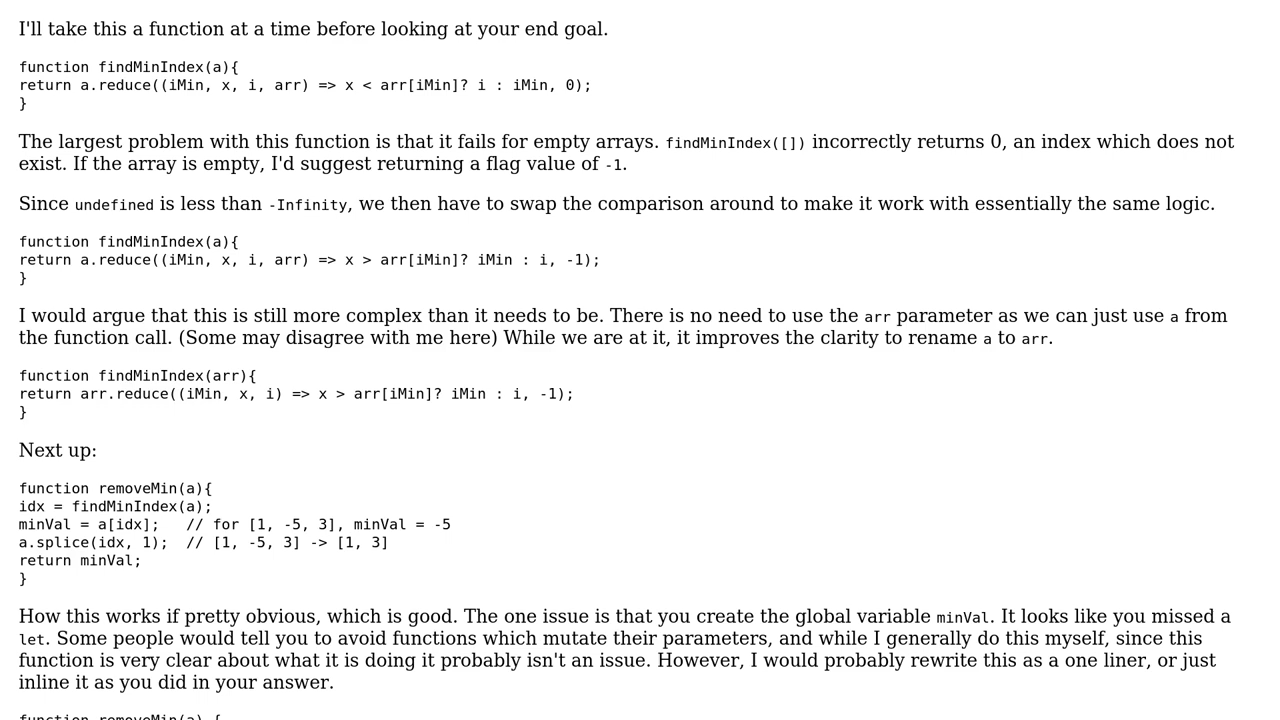 I'll take this a function at a time before looking at your end goal.
function findMinIndex(a){
return a.reduce((iMin, x, i, arr) => x < arr[iMin]? i : iMin, 0);
}
The largest problem with this function is that it fails for empty arrays. findMinIndex([]) incorrectly returns 0, an index which does not
exist. If the array is empty, I'd suggest returning a flag value of -1.
Since undefined is less than -Infinity, we then have to swap the comparison around to make it work with essentially the same logic.
function findMinIndex(a){
return a.reduce((iMin, x, i, arr) => x > arr[iMin]? iMin : i, -1);
}
I would argue that this is still more complex than it needs to be. There is no need to use the arr parameter as we can just use a from
the function call. (Some may disagree with me here) While we are at it, it improves the clarity to rename a to arr.
function findMinIndex(arr){
return arr.reduce((iMin, x, i) => x > arr[iMin]? iMin : i, -1);
}
Next up:
function removeMin(a){
idx = findMinIndex(a);
minVal = a[idx];   // for [1, -5, 3], minVal = -5
a.splice(idx, 1);  // [1, -5, 3] -> [1, 3]
return minVal;
}
How this works if pretty obvious, which is good. The one issue is that you create the global variable minVal. It looks like you missed a
let. Some people would tell you to avoid functions which mutate their parameters, and while I generally do this myself, since this
function is very clear about what it is doing it probably isn't an issue. However, I would probably rewrite this as a one liner, or just
inline it as you did in your answer.
function removeMin(a) {